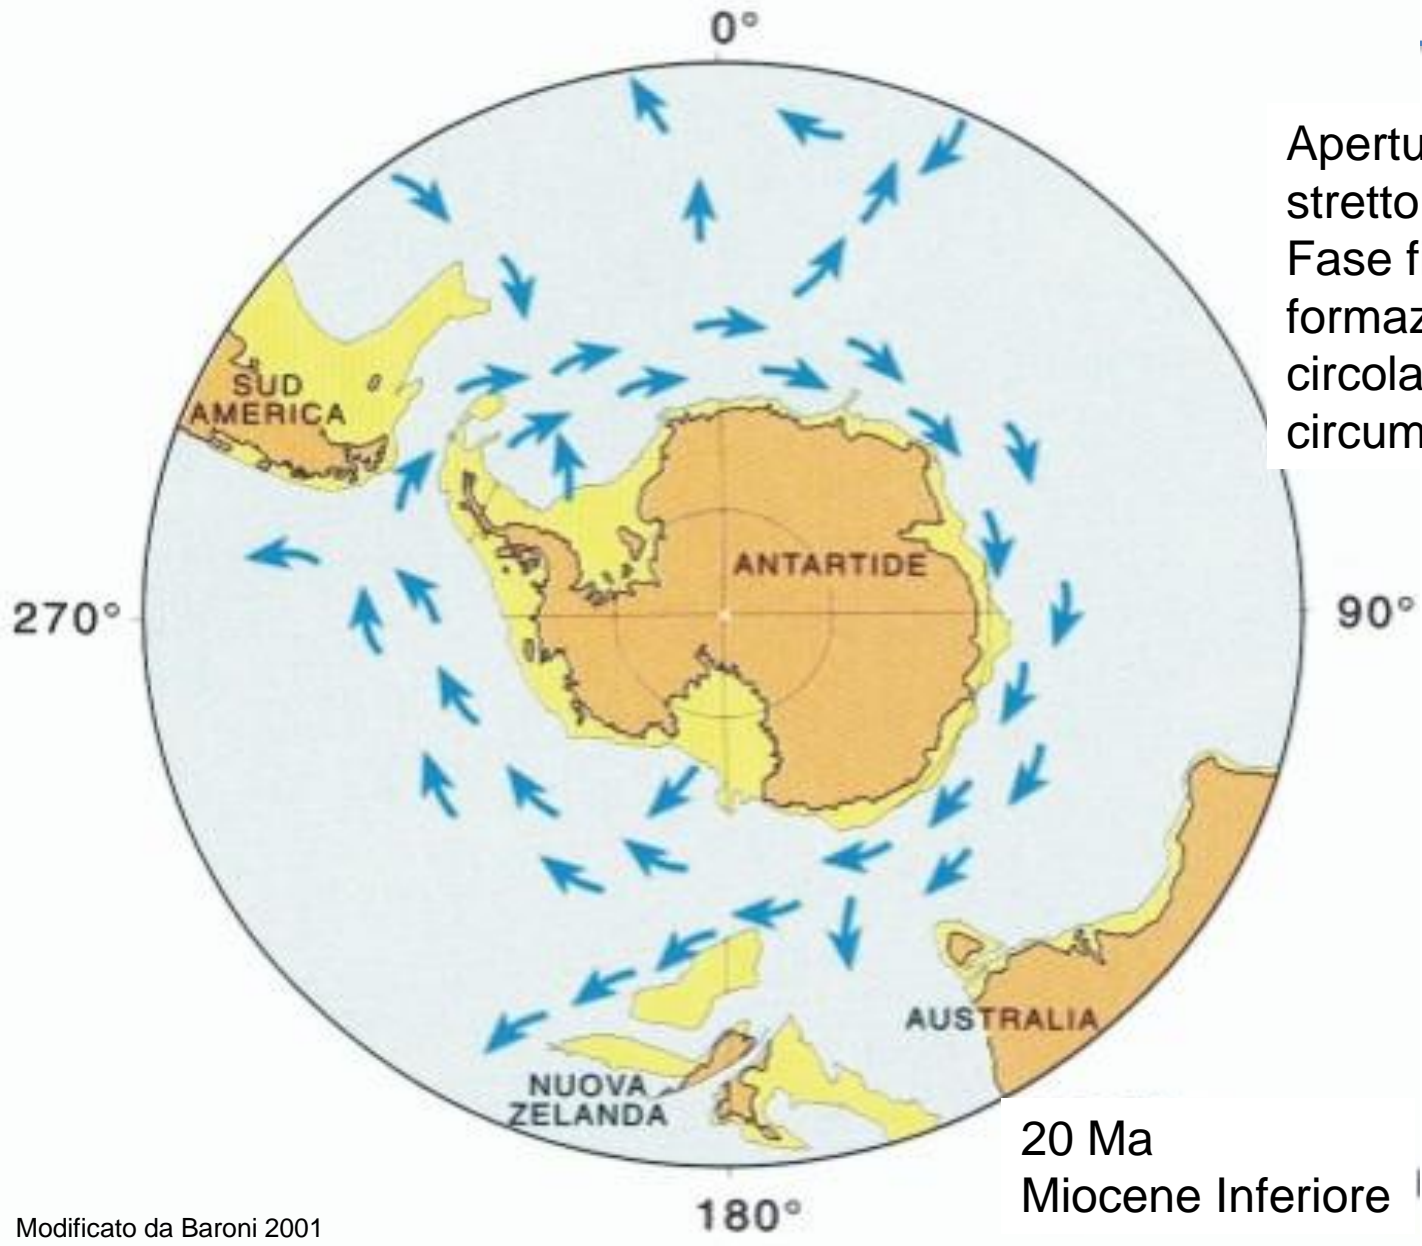 0°
Apertu
stretto
Fase f
formaz
circola
circum
SUD
AMERICA
ANTARTIDE
270°
90°
AUSTRALIA
NUOVA
ZELANDA
20 Ma
Miocene Inferiore
180°
Modificato da Baroni 2001